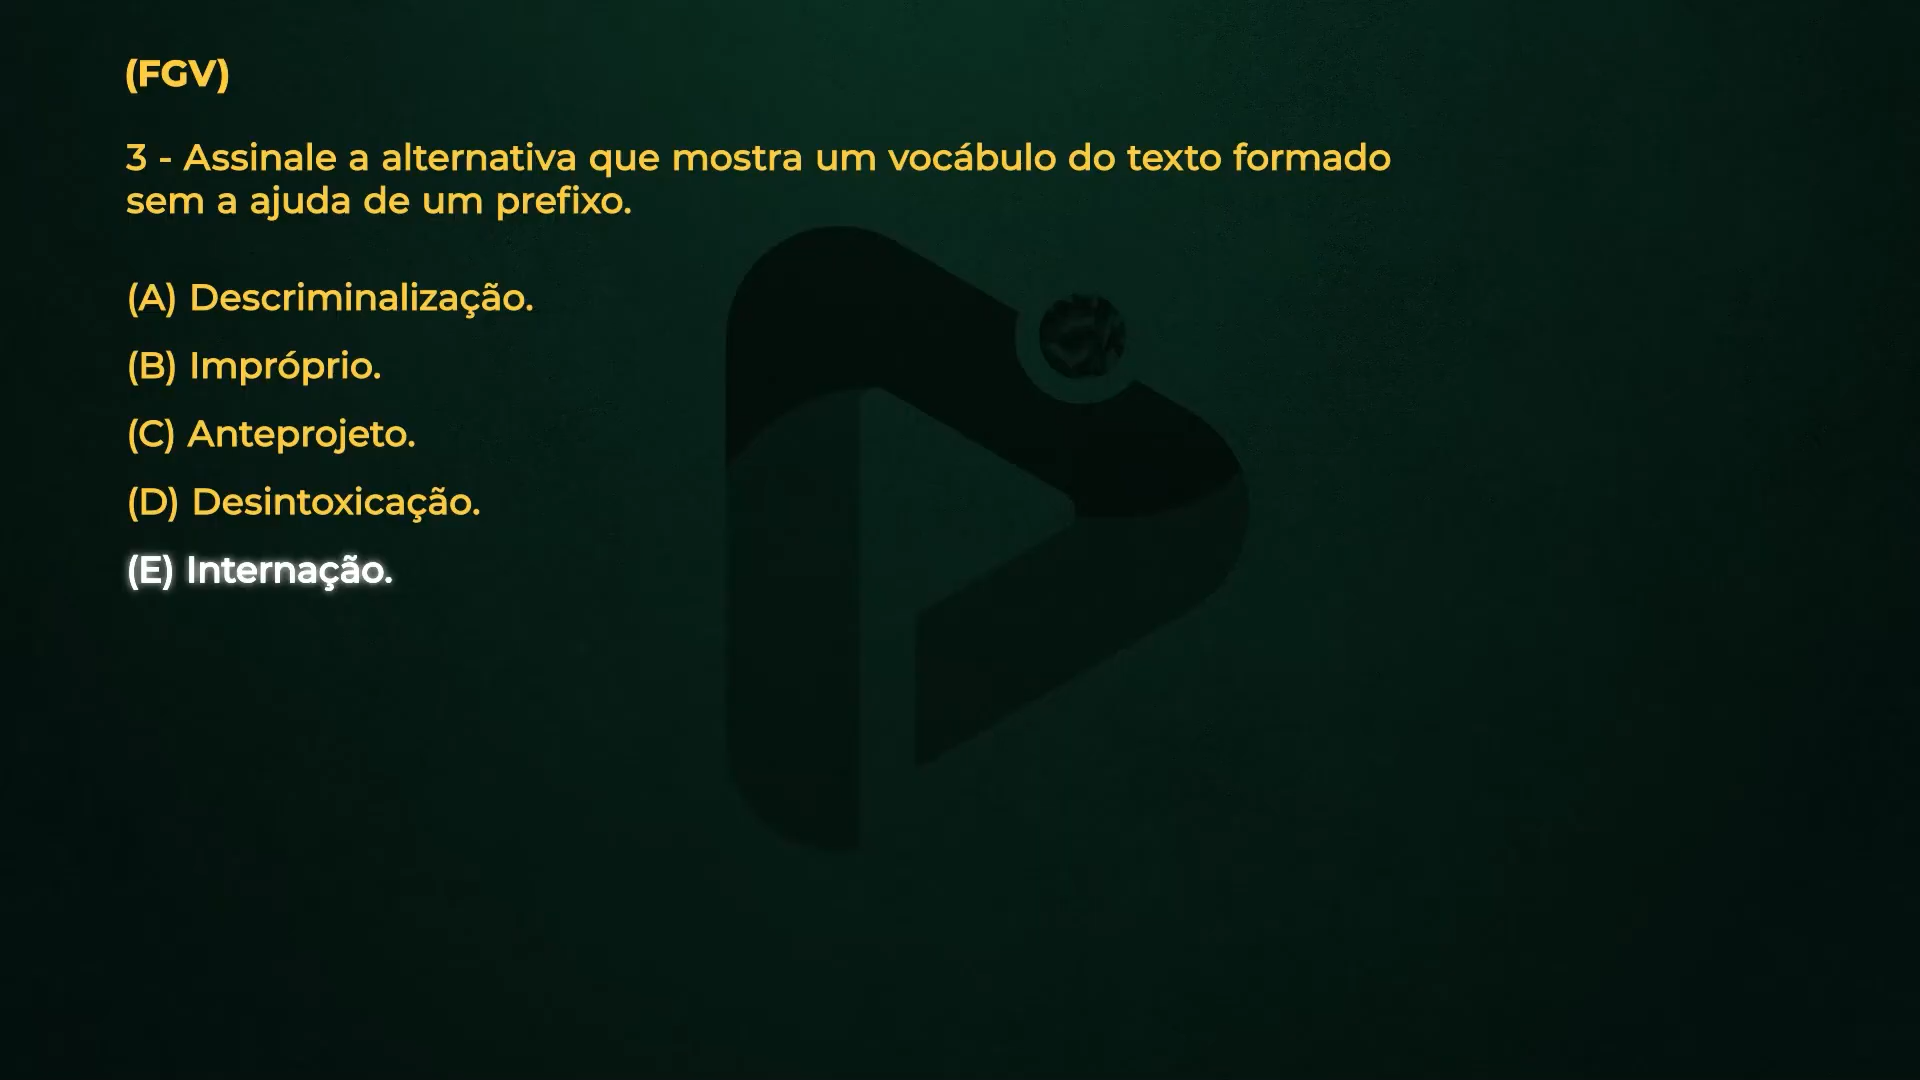 (FGV)
3 - Assinale a alternativa que mostra um vocábulo do texto formado
sem a ajuda de um prefixo.
(A) Descriminalização.
(B) Impróprio.
(C) Anteprojeto.
(D) Desintoxicação.
(E) Internação.